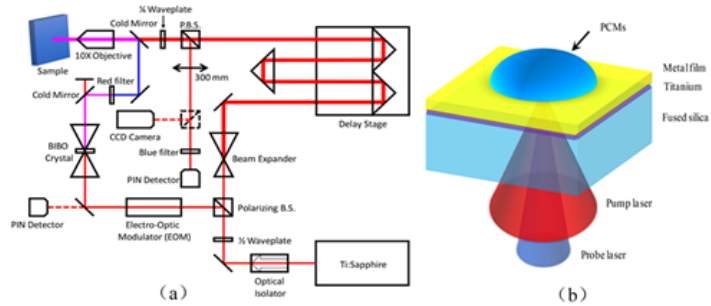 Cold Mirror
¼ Waveplate
P.B.S.
10X Objective
Sample
Red filter
Cold Mirror
300 mm
CCD Camera
Delay Stage
BIBO
Crystal
Blue filter
PIN Detector
Beam Expander
PIN Detector
Electro-Optic
Modulator (EOM)
Polarizing B.S.
½ Waveplate
Optical
Isolator
Ti:Sapphire
(a)
PCMs
Metal film
Titanium
Fused silica
Pump laser
Probe laser
(b)